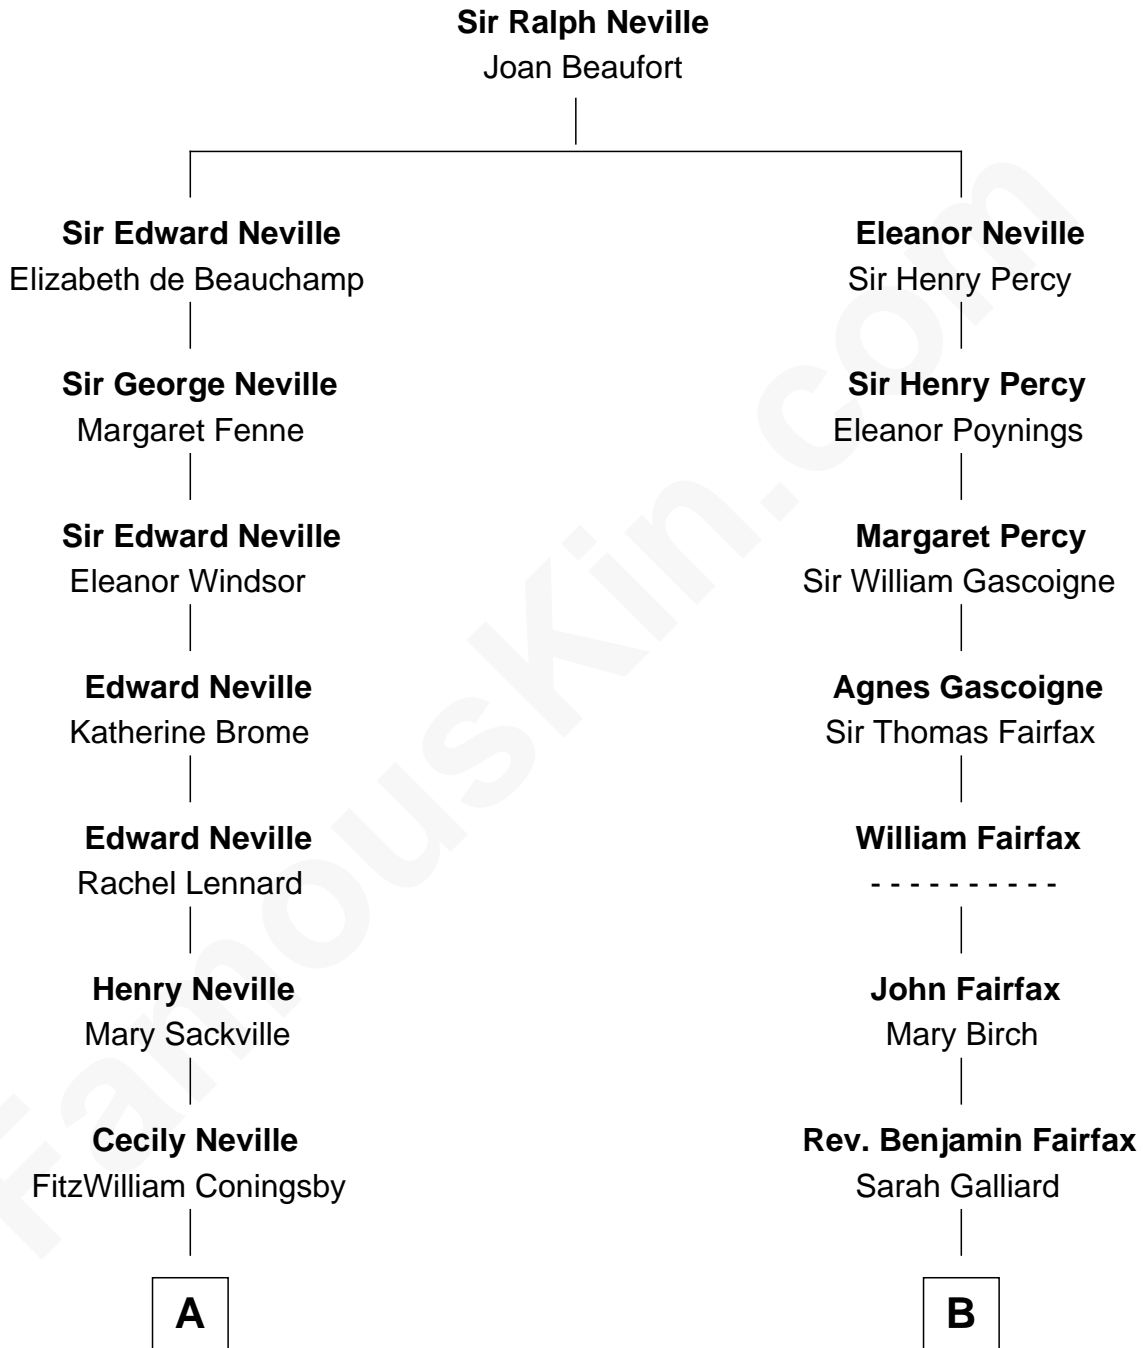 Sir Ralph Neville
Joan Beaufort
Sir Edward Neville
Elizabeth de Beauchamp
Eleanor Neville
Sir Henry Percy
Sir George Neville
Margaret Fenne
Sir Henry Percy
Eleanor Poynings
Sir Edward Neville
Eleanor Windsor
Margaret Percy
Sir William Gascoigne
Edward Neville
Katherine Brome
Agnes Gascoigne
Sir Thomas Fairfax
Edward Neville
Rachel Lennard
William Fairfax
- - - - - - - - - -
Henry Neville
Mary Sackville
John Fairfax
Mary Birch
Cecily Neville
FitzWilliam Coningsby
Rev. Benjamin Fairfax
Sarah Galliard
A
B
FamousKin.com